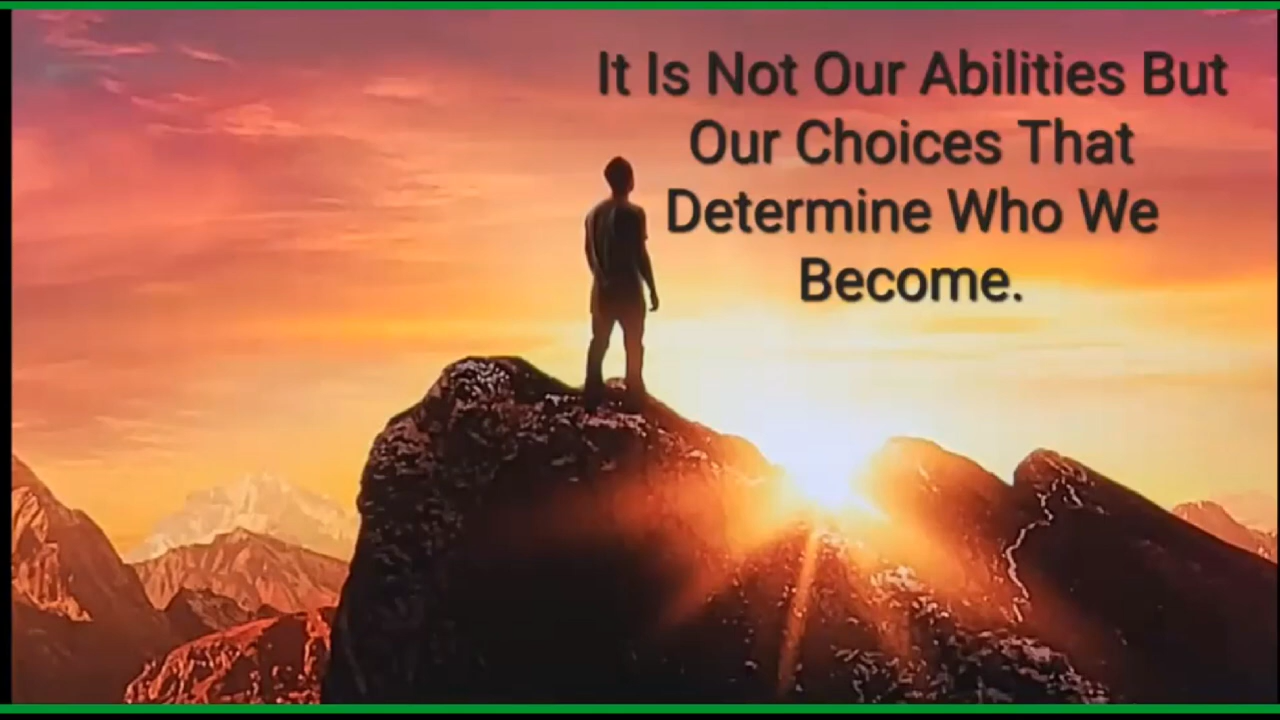 It Is Not Our Abilities But
Our Choices That
Determine Who We
Become.